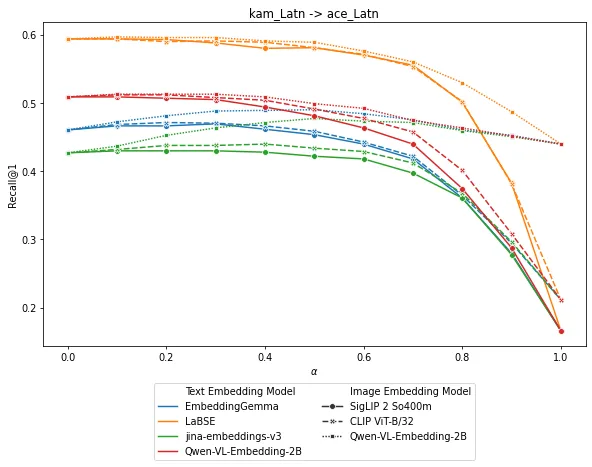 kam_Latn -> ace_Latn
Recall@1
0.6
0.5
0.4
0.3
0.2
0.0 0.2 0.4 0.6 0.8 1.0
α
Text Embedding Model Image Embedding Model
EmbeddingGemma SigLIP 2 So400m
LaBSE CLIP ViT-B/32
jina-embeddings-v3 Qwen-VL-Embedding-2B
Qwen-VL-Embedding-2B